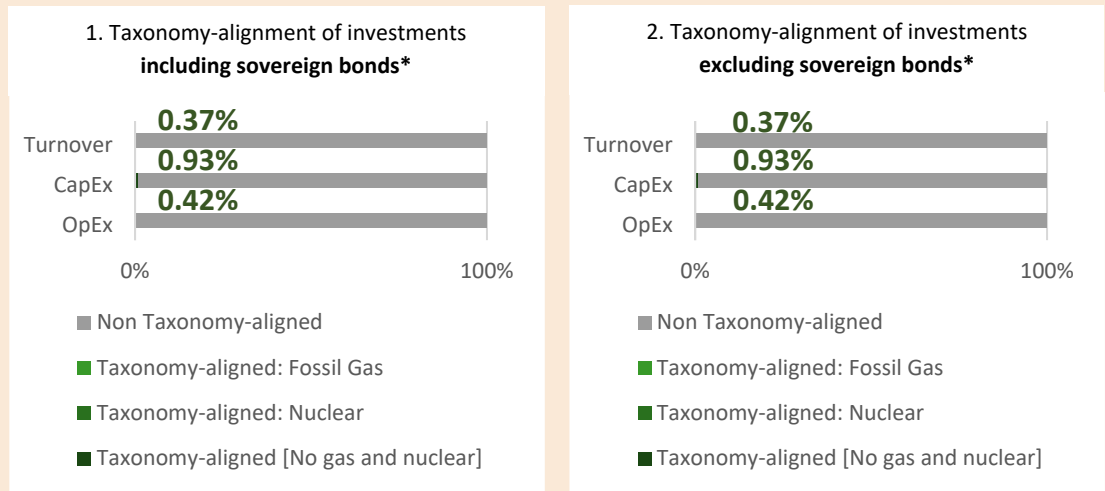 1. Taxonomy-alignment of investments
including sovereign bonds*
0.37%
Turnover
0.93%
CapEx
0.42%
OpEx
0% 100%
Non Taxonomy-aligned
Taxonomy-aligned: Fossil Gas
Taxonomy-aligned: Nuclear
Taxonomy-aligned [No gas and nuclear]
2. Taxonomy-alignment of investments
excluding sovereign bonds*
0.37%
Turnover
0.93%
CapEx
0.42%
OpEx
0% 100%
Non Taxonomy-aligned
Taxonomy-aligned: Fossil Gas
Taxonomy-aligned: Nuclear
Taxonomy-aligned [No gas and nuclear]